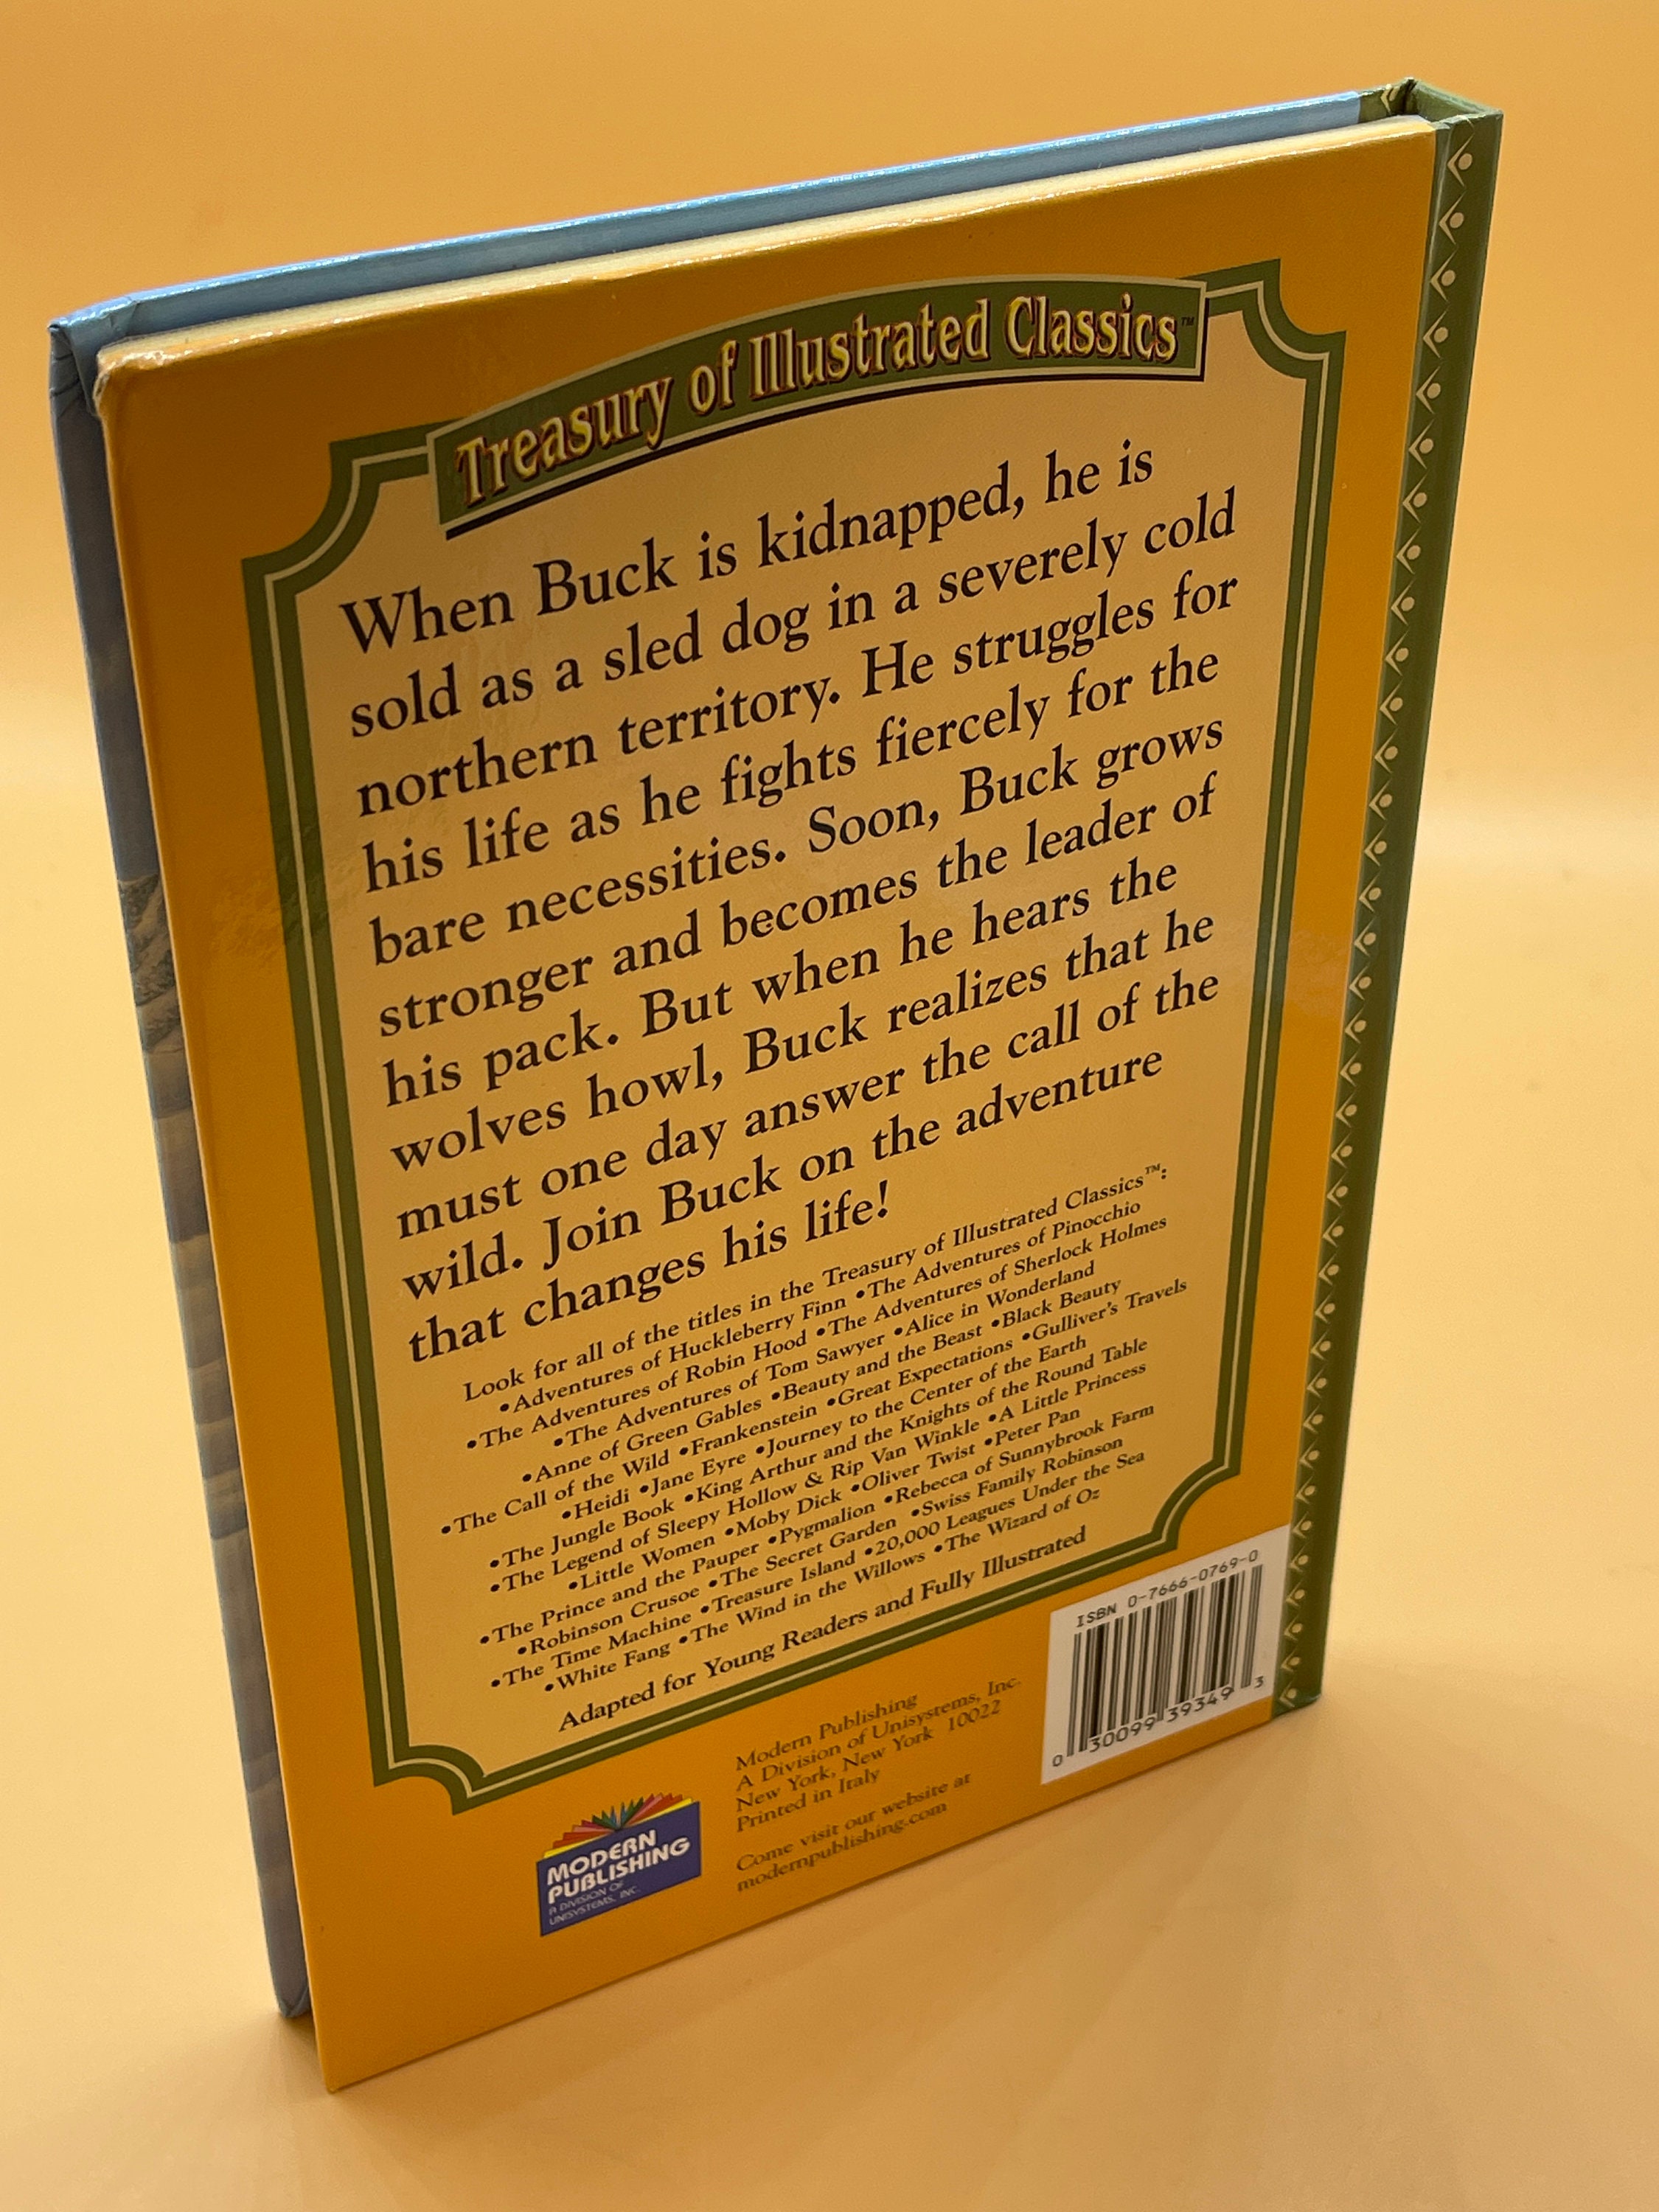 Treasury of Illustrated Classics™
When Buck is kidnapped, he is
sold as a sled dog in a severely cold
northern territory. He struggles for
his life as he fights fiercely for the
bare necessities. Soon, Buck grows
stronger and becomes the leader of
his pack. But when he hears the
wolves howl, Buck realizes that he
must one day answer the call of the
wild. Join Buck on the adventure
that changes his life!
Look for all of the titles in the Treasury of Illustrated Classics™:
•Adventures of Huckleberry Finn •The Adventures of Pinocchio
•The Adventures of Robin Hood •The Adventures of Sherlock Holmes
•The Adventures of Tom Sawyer •Alice in Wonderland
•Anne of Green Gables •Beauty and the Beast •Black Beauty
•The Call of the Wild •Frankenstein •Great Expectations •Gulliver's Travels
•Heidi •Jane Eyre •Journey to the Center of the Earth
•The Jungle Book •King Arthur and the Knights of the Round Table
•The Legend of Sleepy Hollow & Rip Van Winkle •A Little Princess
•Little Women •Moby Dick •Oliver Twist •Peter Pan
•The Prince and the Pauper •Pygmalion •Rebecca of Sunnybrook Farm
•Robinson Crusoe •The Secret Garden •Swiss Family Robinson
•The Time Machine •Treasure Island •20,000 Leagues Under the Sea
•White Fang •The Wind in the Willows •The Wizard of Oz
Adapted for Young Readers and Fully Illustrated
MODERN
PUBLISHING
A DIVISION OF
UNISYSTEMS, INC.
Modern Publishing
A Division of Unisystems, Inc.
New York, New York 10022
Printed in Italy
Come visit our website at
modernpublishing.com
ISBN 0-7666-0769-0
0 30099 39349 3